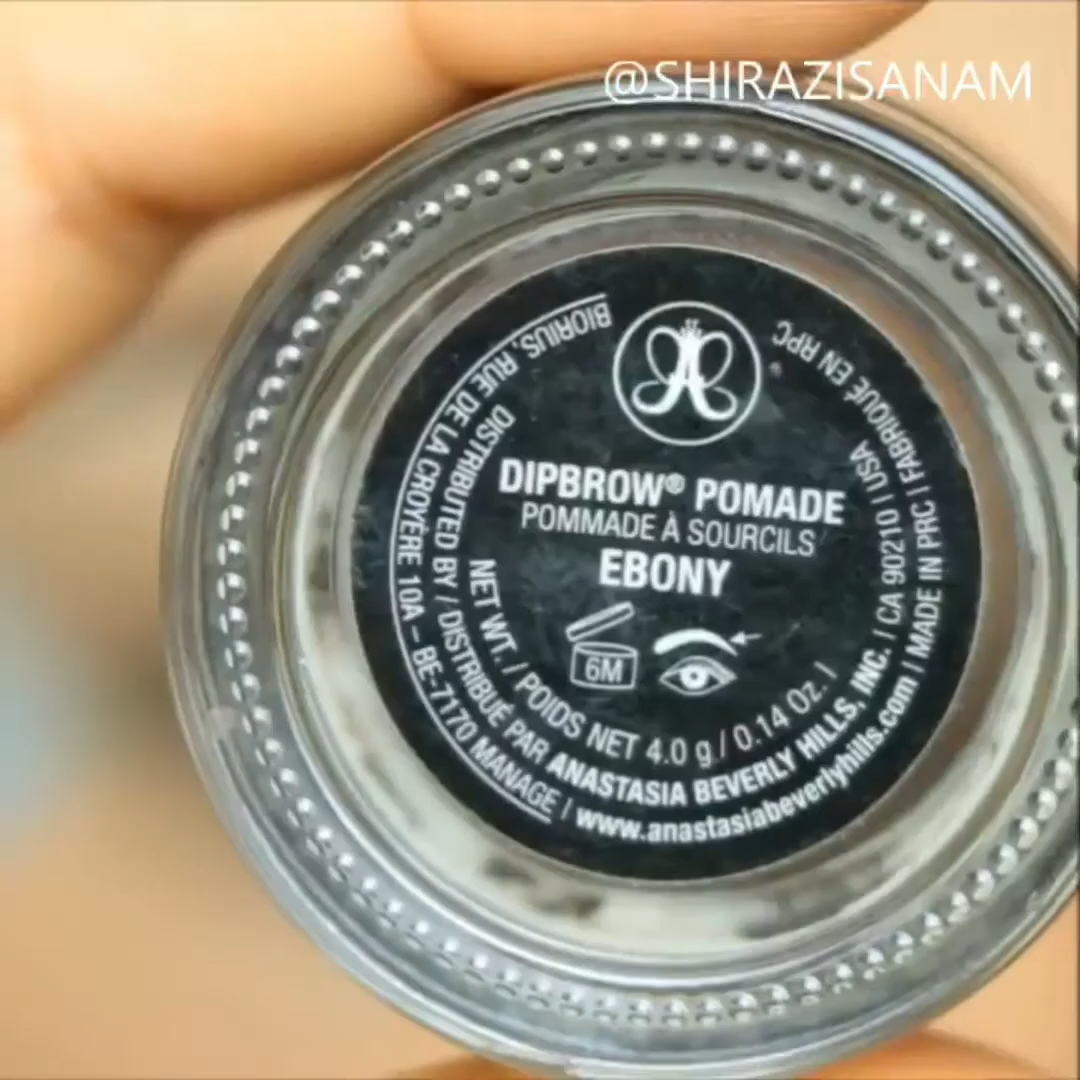 @SHIRAZISANAM
DIPBROW® POMADE
POMMADE À SOURCILS
EBONY
6M
NET WT. / POIDS NET 4.0 g / 0.14 Oz. /
DISTRIBUTED BY / DISTRIBUÉ PAR ANASTASIA BEVERLY HILLS, INC. / CA 90210 / USA
BIORIUS, RUE DE LA CROYÈRE 10A – BE-7170 MANAGE / www.anastasiabeverlyhills.com / MADE IN PRC / FABRIQUÉ EN RPC